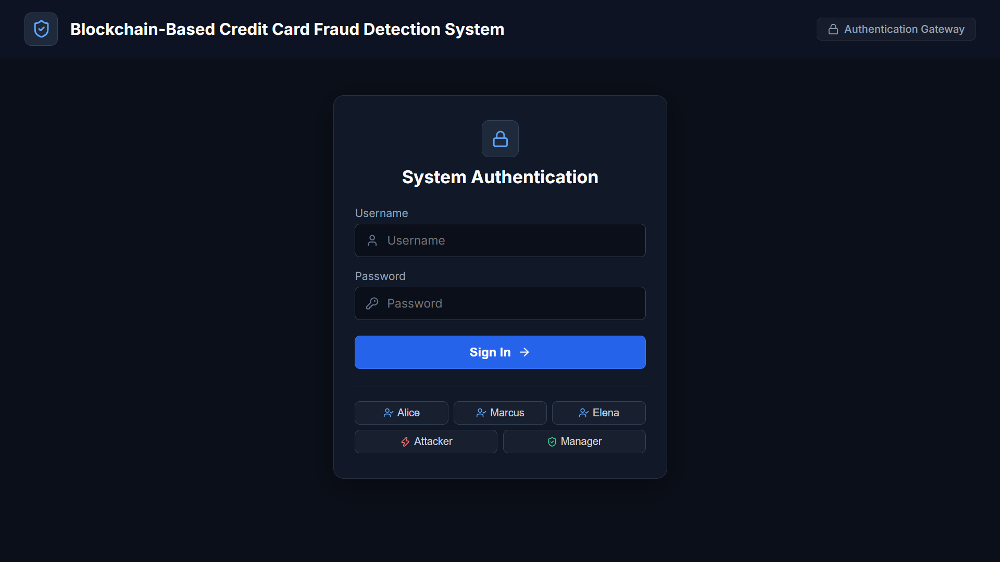 Blockchain-Based Credit Card Fraud Detection System
Authentication Gateway
System Authentication
Username
Username
Password
Password
Sign In
Alice
Marcus
Elena
Attacker
Manager